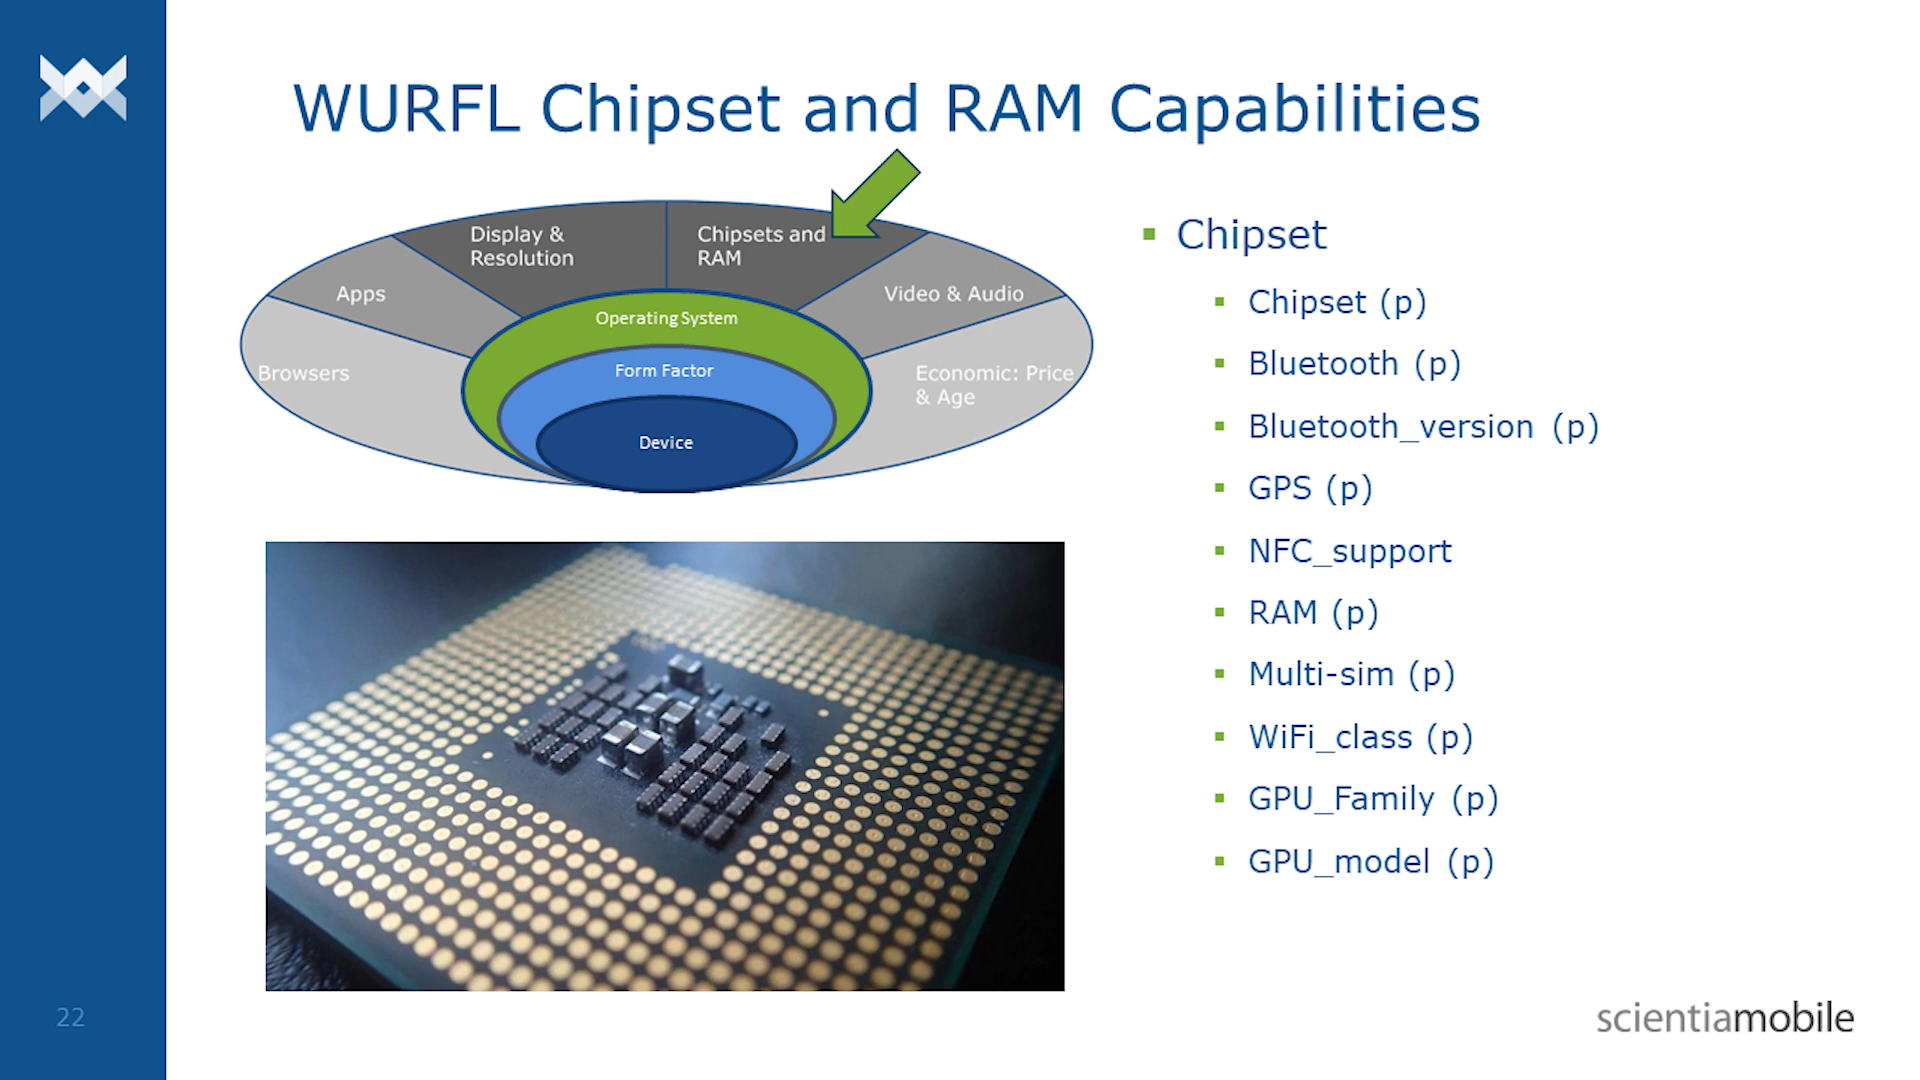 WURFL Chipset and RAM Capabilities
Display &
Resolution
Chipsets and
RAM
Apps
Video & Audio
Browsers
Economic: Price
& Age
Operating System
Form Factor
Device
Chipset
Chipset (p)
Bluetooth (p)
Bluetooth_version (p)
GPS (p)
NFC_support
RAM (p)
Multi-sim (p)
WiFi_class (p)
GPU_Family (p)
GPU_model (p)
22
scientiamobile